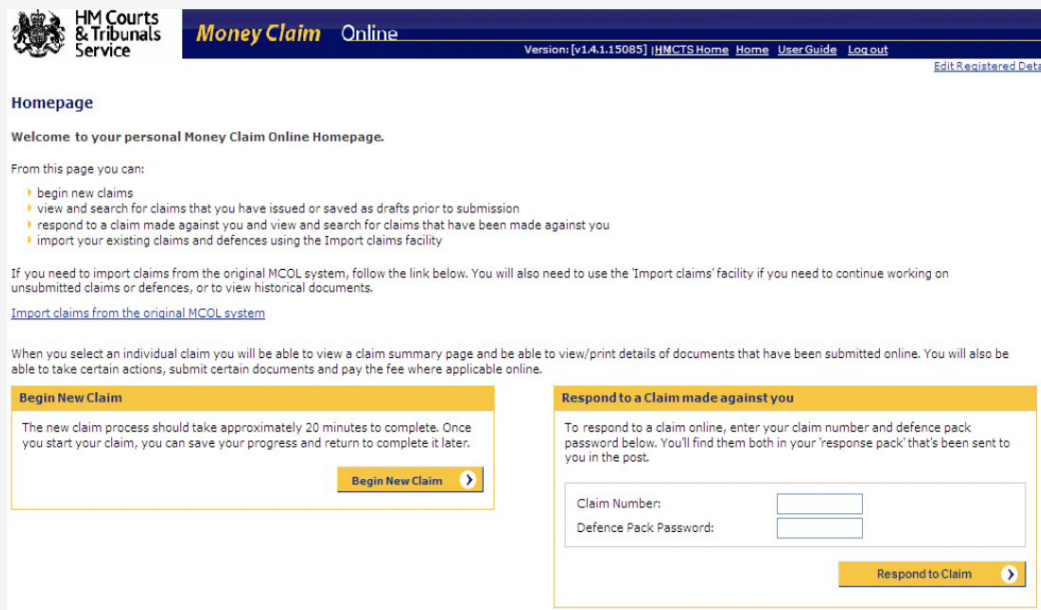 HM Courts
& Tribunals
Service
Money Claim Online
Version: [v1.4.1.15085] | HMCTS Home Home User Guide Log out
Edit Registered Deta
Homepage
Welcome to your personal Money Claim Online Homepage.
From this page you can:
begin new claims
view and search for claims that you have issued or saved as drafts prior to submission
respond to a claim made against you and view and search for claims that have been made against you
import your existing claims and defences using the Import claims facility
If you need to import claims from the original MCOL system, follow the link below. You will also need to use the 'Import claims' facility if you need to continue working on
unsubmitted claims or defences, or to view historical documents.
Import claims from the original MCOL system
When you select an individual claim you will be able to view a claim summary page and be able to view/print details of documents that have been submitted online. You will also be
able to take certain actions, submit certain documents and pay the fee where applicable online.
Begin New Claim
The new claim process should take approximately 20 minutes to complete. Once
you start your claim, you can save your progress and return to complete it later.
Begin New Claim
Respond to a Claim made against you
To respond to a claim online, enter your claim number and defence pack
password below. You'll find them both in your 'response pack' that's been sent to
you in the post.
Claim Number:
Defence Pack Password:
Respond to Claim